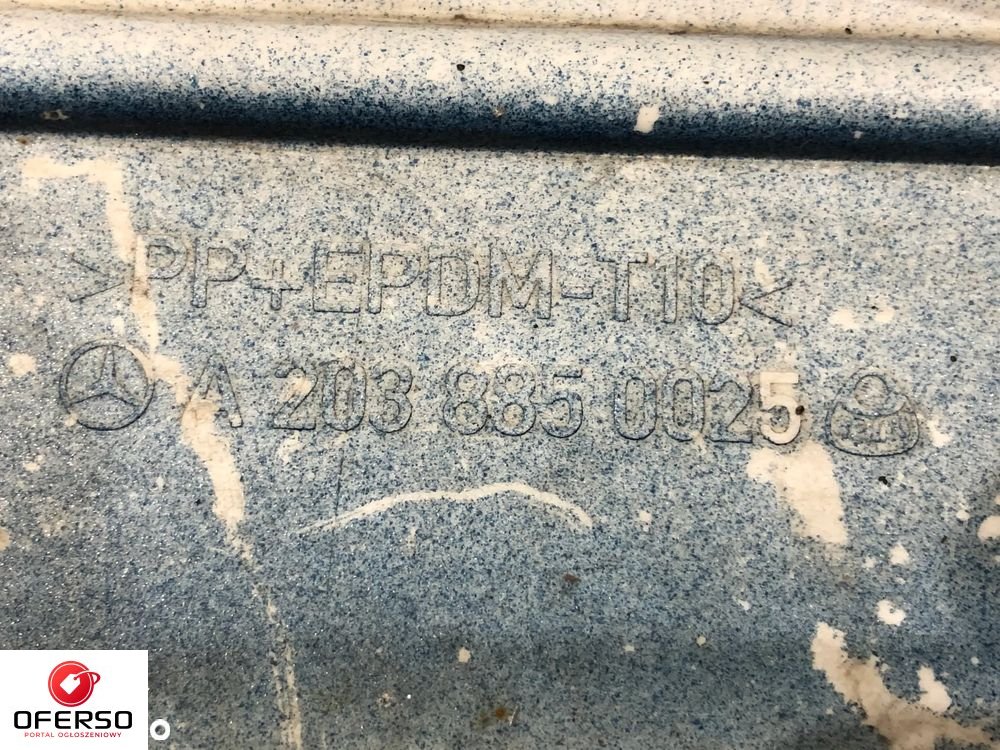 >PP+EPDM-T10<
A 203 885 0025
OFERSO
PORTAL OGŁOSZENIOWY